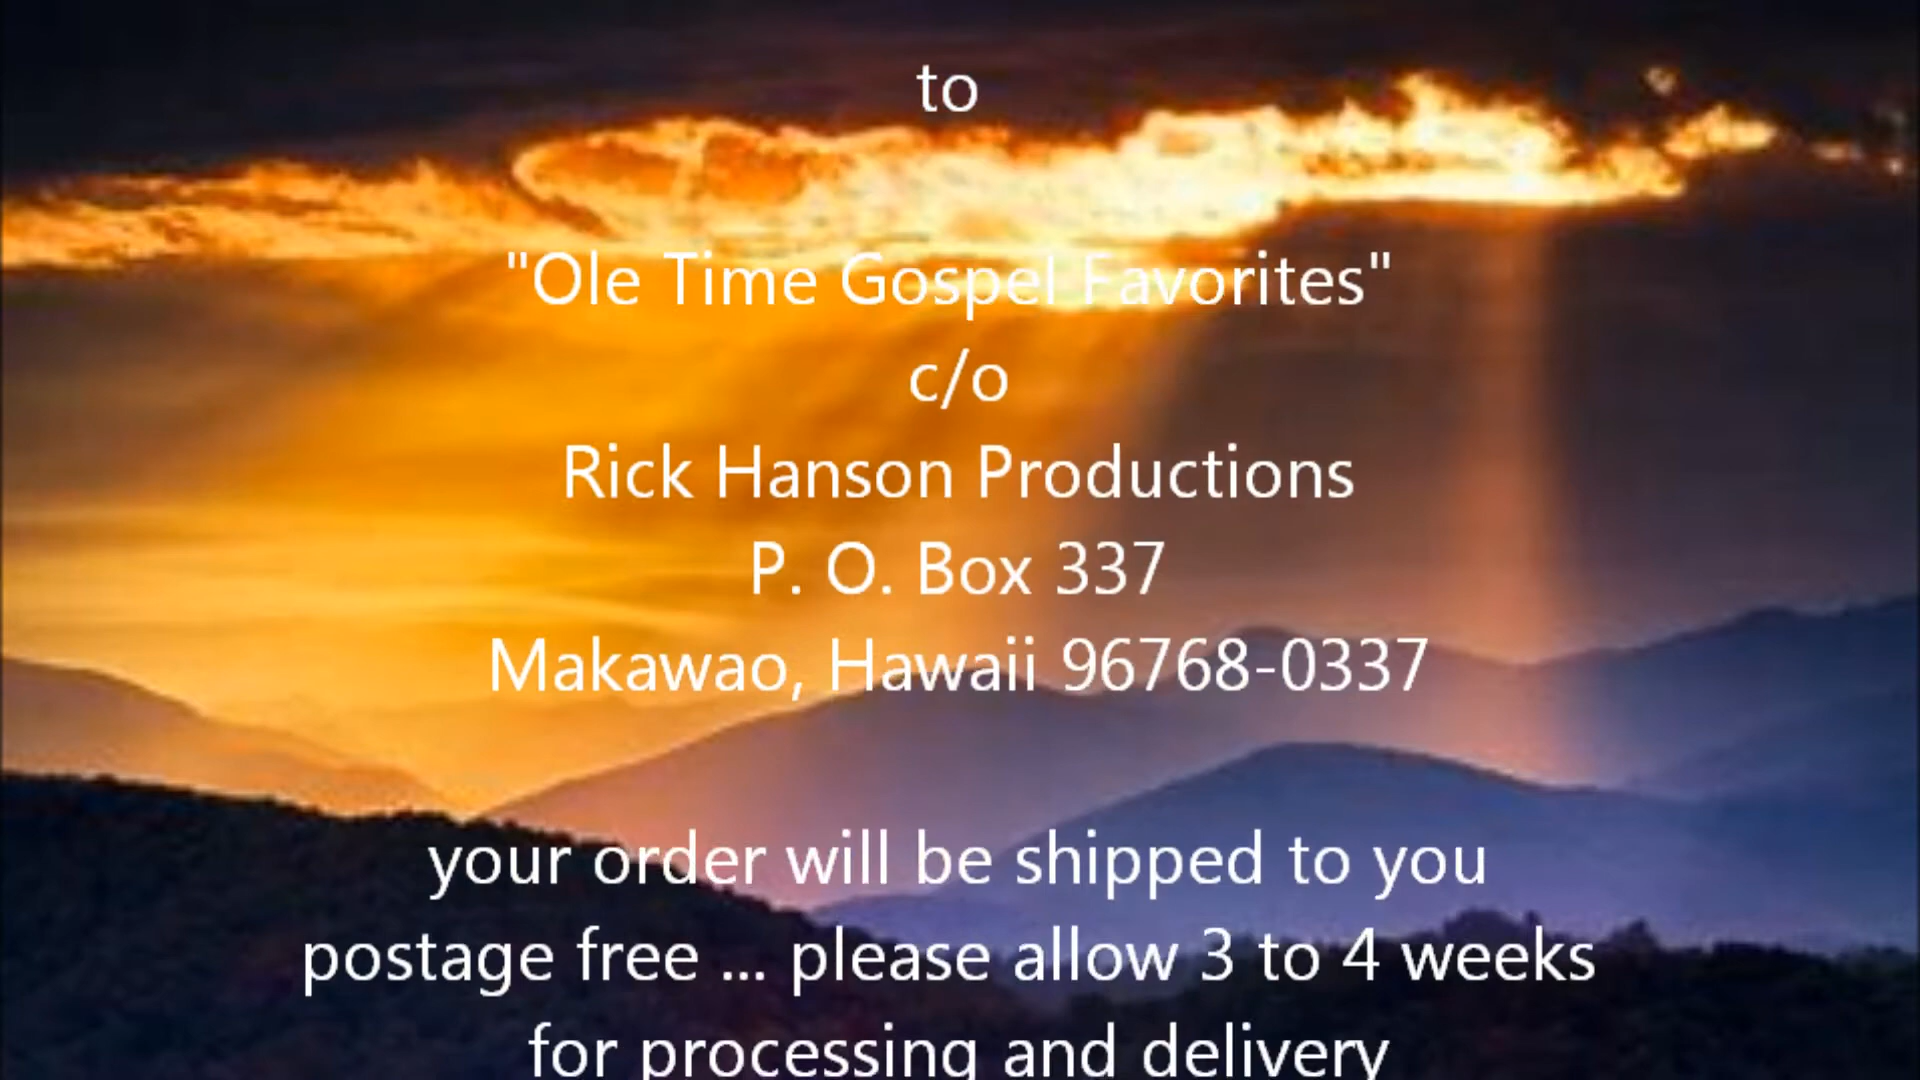 to
"Ole Time Gospel Favorites"
c/o
Rick Hanson Productions
P. O. Box 337
Makawao, Hawaii 96768-0337
your order will be shipped to you
postage free ... please allow 3 to 4 weeks
for processing and delivery